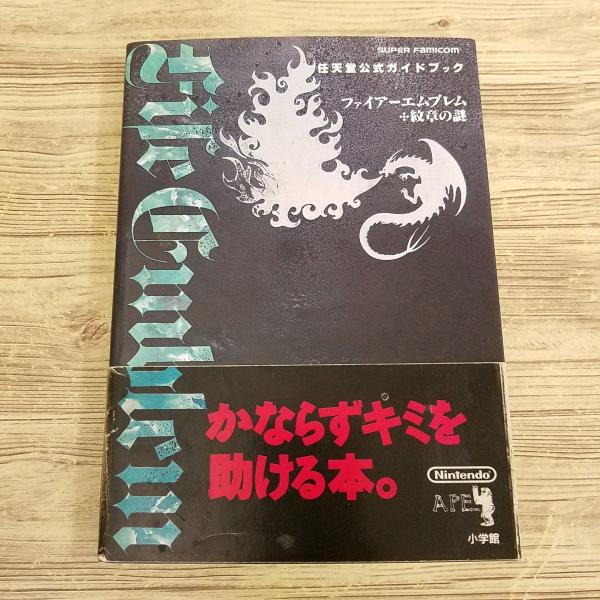 SUPER FAMICOM
任天堂公式ガイドブック
ファイアーエムブレム
紋章の謎
Fire Emblem
かならずキミを
助ける本。
Nintendo
APE
小学館